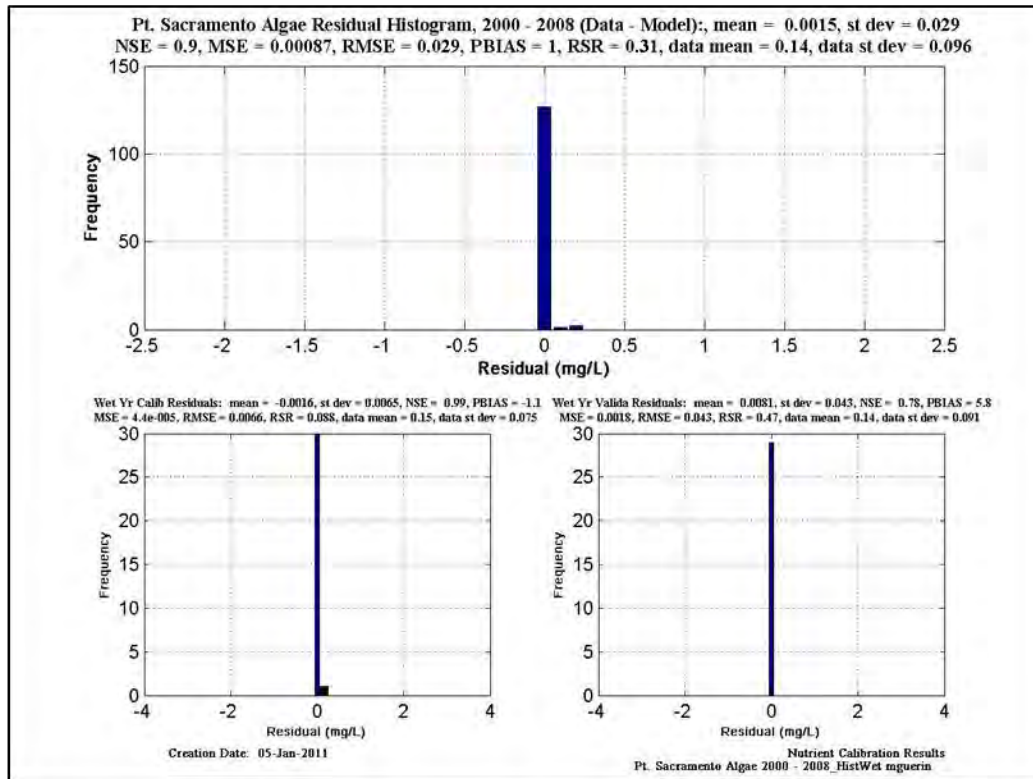 Pt. Sacramento Algae Residual Histogram, 2000 - 2008 (Data - Model):, mean = 0.0015, st dev = 0.029
NSE = 0.9, MSE = 0.00087, RMSE = 0.029, PBIAS = 1, RSR = 0.31, data mean = 0.14, data st dev = 0.096
150
100
50
0
Frequency
-2.5 -2 -1.5 -1 -0.5 0 0.5 1 1.5 2 2.5
Residual (mg/L)
Wet Yr Calib Residuals: mean = -0.0016, st dev = 0.0065, NSE = 0.99, PBIAS = -1.1
MSE = 4.4e-005, RMSE = 0.0066, RSR = 0.088, data mean = 0.15, data st dev = 0.075
30
25
20
15
10
5
0
Frequency
-4 -2 0 2 4
Residual (mg/L)
Wet Yr Valida Residuals: mean = 0.0081, st dev = 0.043, NSE = 0.78, PBIAS = 5.8
MSE = 0.0018, RMSE = 0.043, RSR = 0.47, data mean = 0.14, data st dev = 0.091
30
25
20
15
10
5
0
Frequency
-4 -2 0 2 4
Residual (mg/L)
Creation Date: 05-Jan-2011
Nutrient Calibration Results
Pt. Sacramento Algae 2000 - 2008_HistWet mguerin